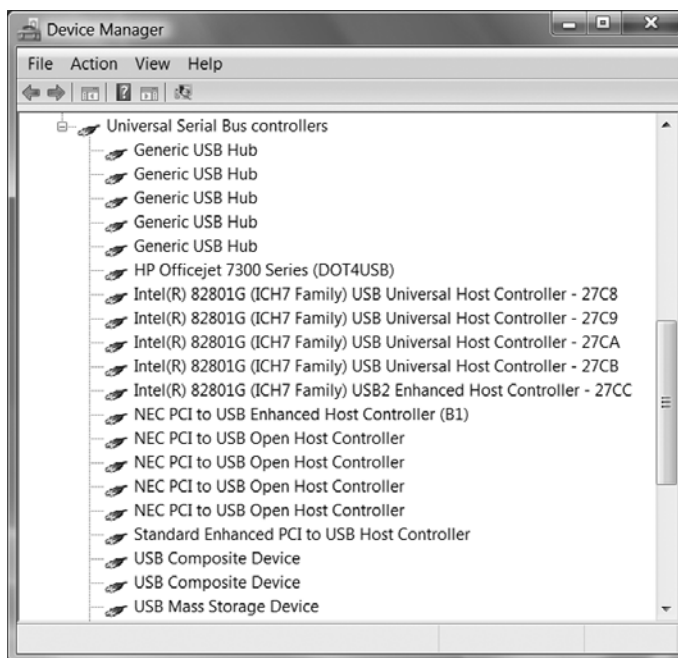 Device Manager
File Action View Help
Universal Serial Bus controllers
Generic USB Hub
Generic USB Hub
Generic USB Hub
Generic USB Hub
Generic USB Hub
HP Officejet 7300 Series (DOT4USB)
Intel(R) 82801G (ICH7 Family) USB Universal Host Controller - 27C8
Intel(R) 82801G (ICH7 Family) USB Universal Host Controller - 27C9
Intel(R) 82801G (ICH7 Family) USB Universal Host Controller - 27CA
Intel(R) 82801G (ICH7 Family) USB Universal Host Controller - 27CB
Intel(R) 82801G (ICH7 Family) USB2 Enhanced Host Controller - 27CC
NEC PCI to USB Enhanced Host Controller (B1)
NEC PCI to USB Open Host Controller
NEC PCI to USB Open Host Controller
NEC PCI to USB Open Host Controller
NEC PCI to USB Open Host Controller
Standard Enhanced PCI to USB Host Controller
USB Composite Device
USB Composite Device
USB Mass Storage Device